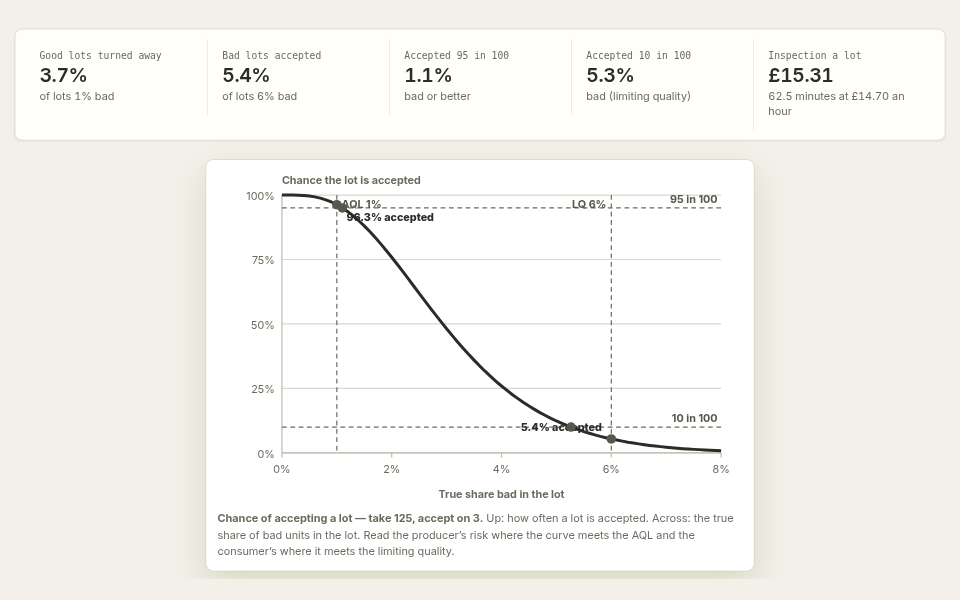 Good lots turned away
3.7%
of lots 1% bad
Bad lots accepted
5.4%
of lots 6% bad
Accepted 95 in 100
1.1%
bad or better
Accepted 10 in 100
5.3%
bad (limiting quality)
Inspection a lot
£15.31
62.5 minutes at £14.70 an
hour
Chance the lot is accepted
100%
75%
50%
25%
0%
AQL 1%
96.3% accepted
LQ 6%
95 in 100
10 in 100
5.4% accepted
0%
2%
4%
6%
8%
True share bad in the lot
Chance of accepting a lot — take 125, accept on 3. Up: how often a lot is accepted. Across: the true
share of bad units in the lot. Read the producer’s risk where the curve meets the AQL and the
consumer’s where it meets the limiting quality.